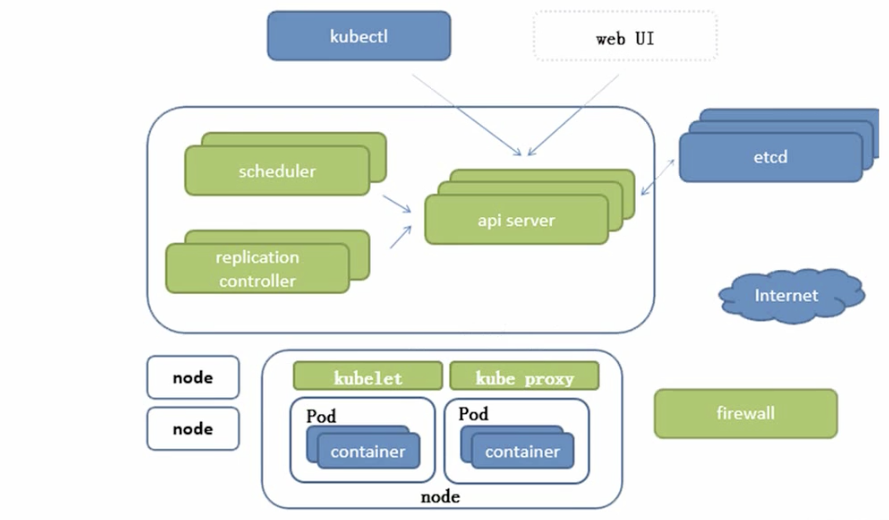 kubectl
web UI
scheduler
etcd
api server
replication
controller
Internet
node
node
kubelet
kube proxy
Pod
container
Pod
container
node
firewall